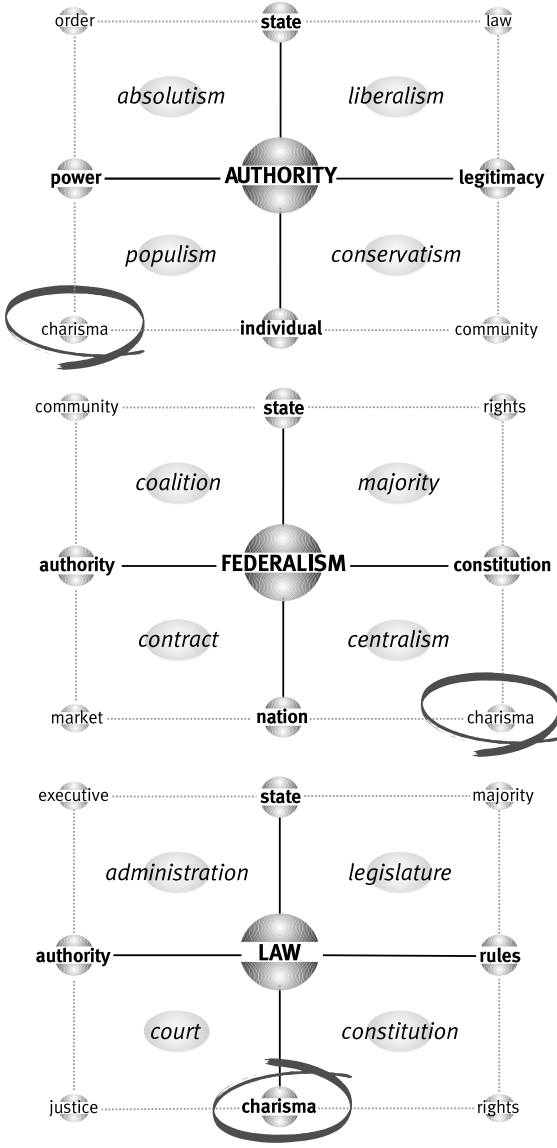 order state law
absolutism liberalism
power AUTHORITY legitimacy
populism conservatism
charisma individual community
community state rights
coalition majority
authority FEDERALISM constitution
contract centralism
market nation charisma
executive state majority
administration legislature
authority LAW rules
court constitution
justice charisma rights